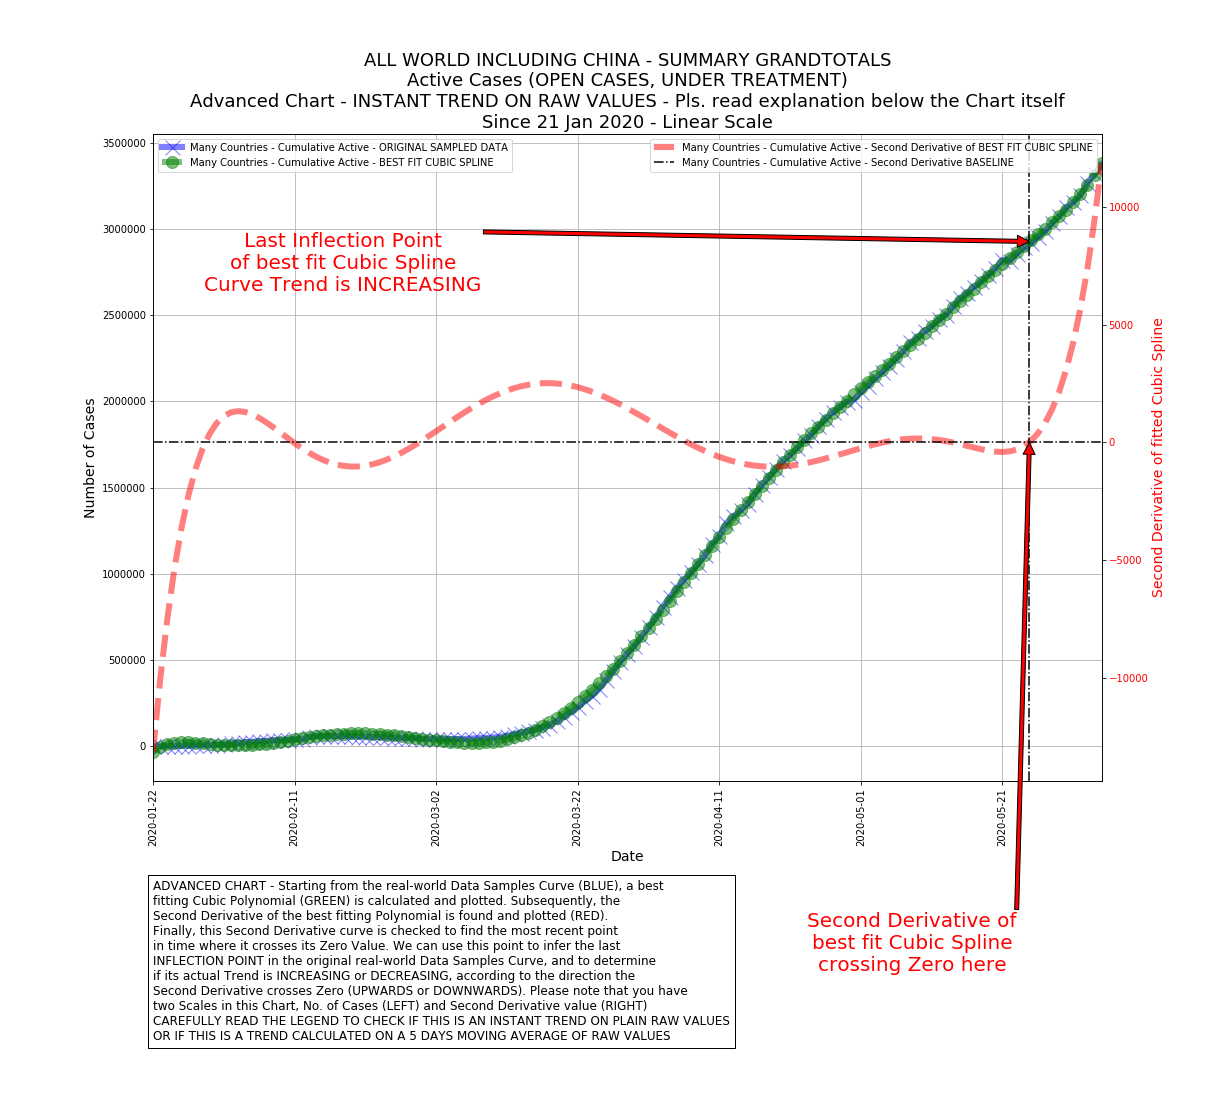 ALL WORLD INCLUDING CHINA - SUMMARY GRANDTOTALS
Active Cases (OPEN CASES, UNDER TREATMENT)
Advanced Chart - INSTANT TREND ON RAW VALUES - Pls. read explanation below the Chart itself
Since 21 Jan 2020 - Linear Scale
Many Countries - Cumulative Active - ORIGINAL SAMPLED DATA
Many Countries - Cumulative Active - BEST FIT CUBIC SPLINE
Many Countries - Cumulative Active - Second Derivative of BEST FIT CUBIC SPLINE
Many Countries - Cumulative Active - Second Derivative BASELINE
Last Inflection Point
of best fit Cubic Spline
Curve Trend is INCREASING
Number of Cases
3500000
3000000
2500000
2000000
1500000
1000000
500000
0
10000
5000
0
−5000
−10000
Second Derivative of fitted Cubic Spline
2020-01-22
2020-02-11
2020-03-02
2020-03-22
2020-04-11
2020-05-01
2020-05-21
Date
ADVANCED CHART - Starting from the real-world Data Samples Curve (BLUE), a best
fitting Cubic Polynomial (GREEN) is calculated and plotted. Subsequently, the
Second Derivative of the best fitting Polynomial is found and plotted (RED).
Finally, this Second Derivative curve is checked to find the most recent point
in time where it crosses its Zero Value. We can use this point to infer the last
INFLECTION POINT in the original real-world Data Samples Curve, and to determine
if its actual Trend is INCREASING or DECREASING, according to the direction the
Second Derivative crosses Zero (UPWARDS or DOWNWARDS). Please note that you have
two Scales in this Chart, No. of Cases (LEFT) and Second Derivative value (RIGHT)
CAREFULLY READ THE LEGEND TO CHECK IF THIS IS AN INSTANT TREND ON PLAIN RAW VALUES
OR IF THIS IS A TREND CALCULATED ON A 5 DAYS MOVING AVERAGE OF RAW VALUES
Second Derivative of
best fit Cubic Spline
crossing Zero here